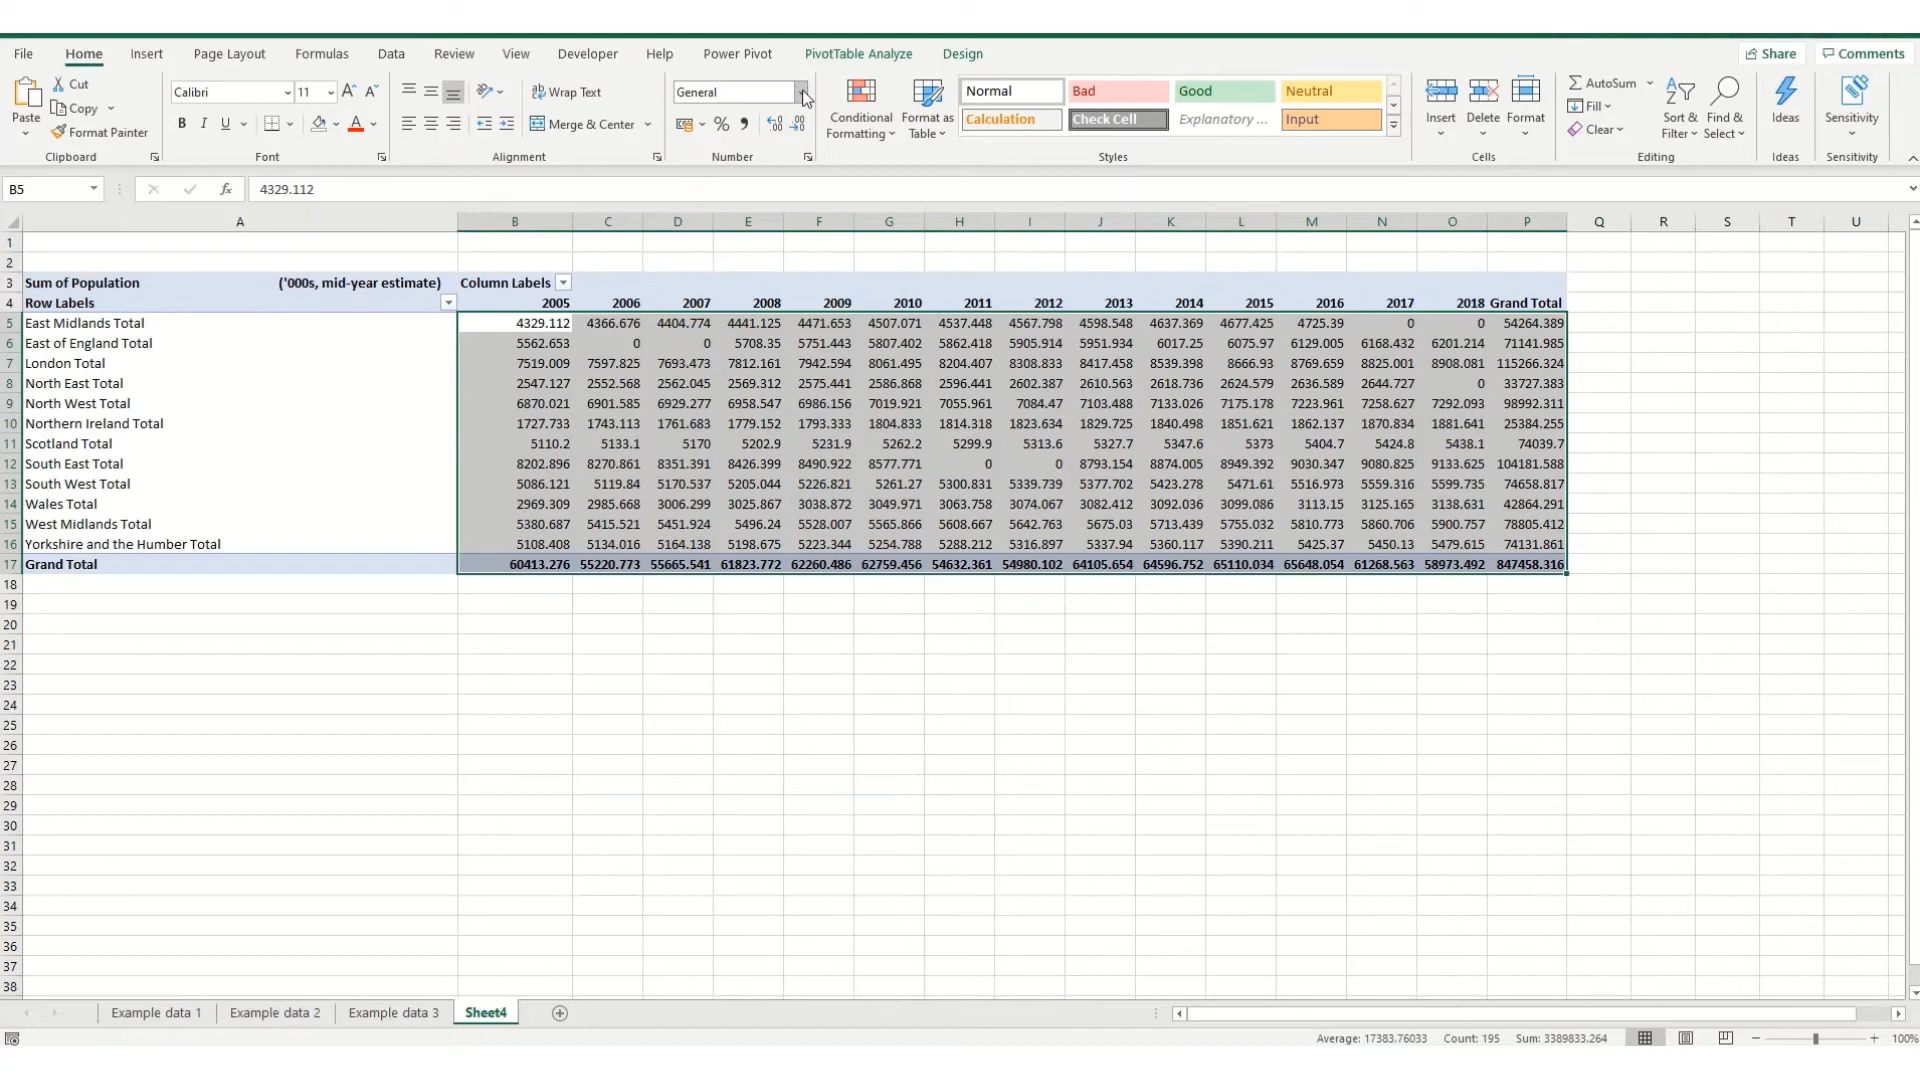 File Home Insert Page Layout Formulas Data Review View Developer Help Power Pivot PivotTable Analyze Design Share Comments
Paste Cut Copy Format Painter Clipboard
Calibri 11 A A B I U A Font
ab Wrap Text Merge & Center Alignment
General % Number
Conditional Formatting Format as Table
Normal Bad Good Neutral
Calculation Check Cell Explanatory ... Input
Styles
Insert Delete Format Cells
AutoSum Fill Clear Sort & Filter Find & Select Editing
Ideas Ideas
Sensitivity Sensitivity
B5 fx 4329.112
A B C D E F G H I J K L M N O P Q R S T U
1
2
3 Sum of Population ('000s, mid-year estimate) Column Labels
4 Row Labels 2005 2006 2007 2008 2009 2010 2011 2012 2013 2014 2015 2016 2017 2018 Grand Total
5 East Midlands Total 4329.112 4366.676 4404.774 4441.125 4471.653 4507.071 4537.448 4567.798 4598.548 4637.369 4677.425 4725.39 0 0 54264.389
6 East of England Total 5562.653 0 0 5708.35 5751.443 5807.402 5862.418 5905.914 5951.934 6017.25 6075.97 6129.005 6168.432 6201.214 71141.985
7 London Total 7519.009 7597.825 7693.473 7812.161 7942.594 8061.495 8204.407 8308.833 8417.458 8539.398 8666.93 8769.659 8825.001 8908.081 115266.324
8 North East Total 2547.127 2552.568 2562.045 2569.312 2575.441 2586.868 2596.441 2602.387 2610.563 2618.736 2624.579 2636.589 2644.727 0 33727.383
9 North West Total 6870.021 6901.585 6929.277 6958.547 6986.156 7019.921 7055.961 7084.47 7103.488 7133.026 7175.178 7223.961 7258.627 7292.093 98992.311
10 Northern Ireland Total 1727.733 1743.113 1761.683 1779.152 1793.333 1804.833 1814.318 1823.634 1829.725 1840.498 1851.621 1862.137 1870.834 1881.641 25384.255
11 Scotland Total 5110.2 5133.1 5170 5202.9 5231.9 5262.2 5299.9 5313.6 5327.7 5347.6 5373 5404.7 5424.8 5438.1 74039.7
12 South East Total 8202.896 8270.861 8351.391 8426.399 8490.922 8577.771 0 0 8793.154 8874.005 8949.392 9030.347 9080.825 9133.625 104181.588
13 South West Total 5086.121 5119.84 5170.537 5205.044 5226.821 5261.27 5300.831 5339.739 5377.702 5423.278 5471.61 5516.973 5559.316 5599.735 74658.817
14 Wales Total 2969.309 2985.668 3006.299 3025.867 3038.872 3049.971 3063.758 3074.067 3082.412 3092.036 3099.086 3113.15 3125.165 3138.631 42864.291
15 West Midlands Total 5380.687 5415.521 5451.924 5496.24 5528.007 5565.866 5608.667 5642.763 5675.03 5713.439 5755.032 5810.773 5860.706 5900.757 78805.412
16 Yorkshire and the Humber Total 5108.408 5134.016 5164.138 5198.675 5223.344 5254.788 5288.212 5316.897 5337.94 5360.117 5390.211 5425.37 5450.13 5479.615 74131.861
17 Grand Total 60413.276 55220.773 55665.541 61823.772 62260.486 62759.456 54632.361 54980.102 64105.654 64596.752 65110.034 65648.054 61268.563 58973.492 847458.316
18
19
20
21
22
23
24
25
26
27
28
29
30
31
32
33
34
35
36
37
38
Example data 1 Example data 2 Example data 3 Sheet4
Average: 17383.76033 Count: 195 Sum: 3389833.264 100%